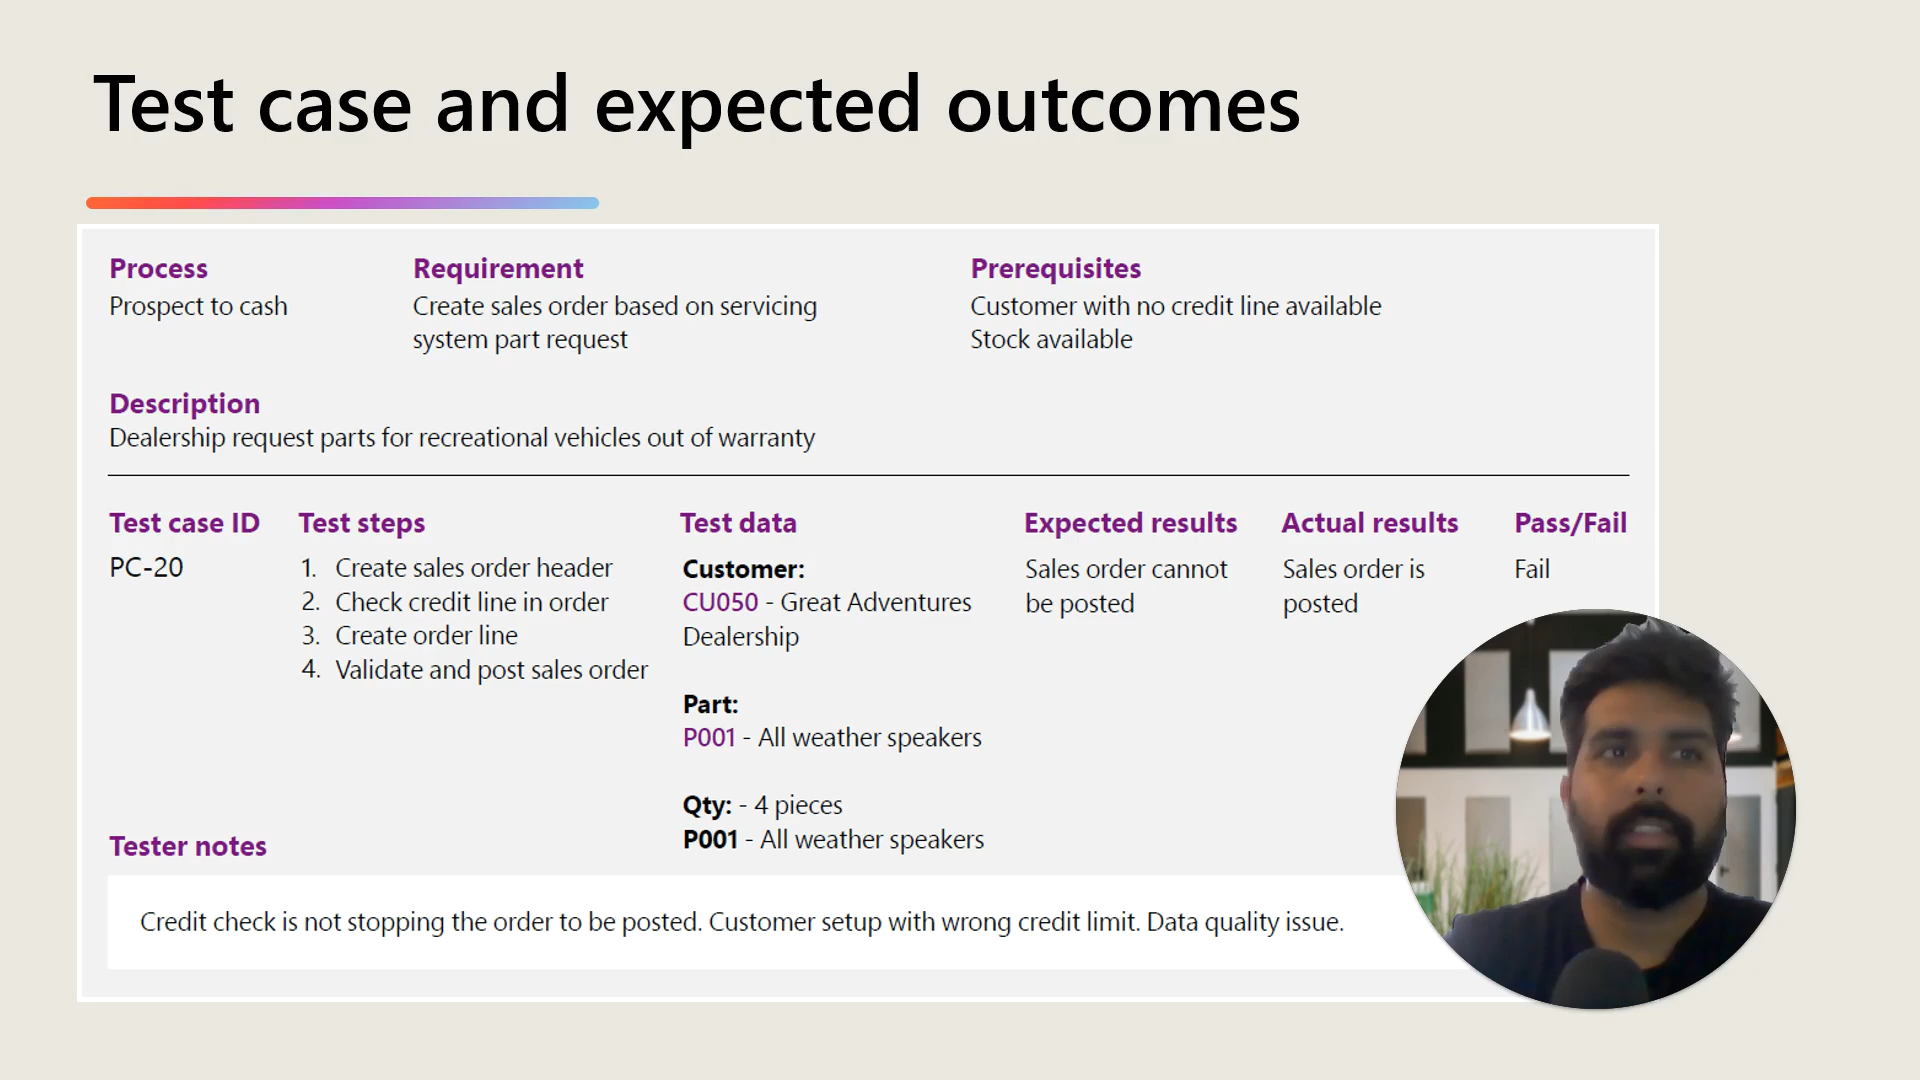 Test case and expected outcomes
Process
Prospect to cash
Requirement
Create sales order based on servicing
system part request
Prerequisites
Customer with no credit line available
Stock available
Description
Dealership request parts for recreational vehicles out of warranty
Test case ID
PC-20
Test steps
1. Create sales order header
2. Check credit line in order
3. Create order line
4. Validate and post sales order
Test data
Customer:
CU050 - Great Adventures
Dealership
Part:
P001 - All weather speakers
Qty: - 4 pieces
P001 - All weather speakers
Expected results
Sales order cannot
be posted
Actual results
Sales order is
posted
Pass/Fail
Fail
Tester notes
Credit check is not stopping the order to be posted. Customer setup with wrong credit limit. Data quality issue.